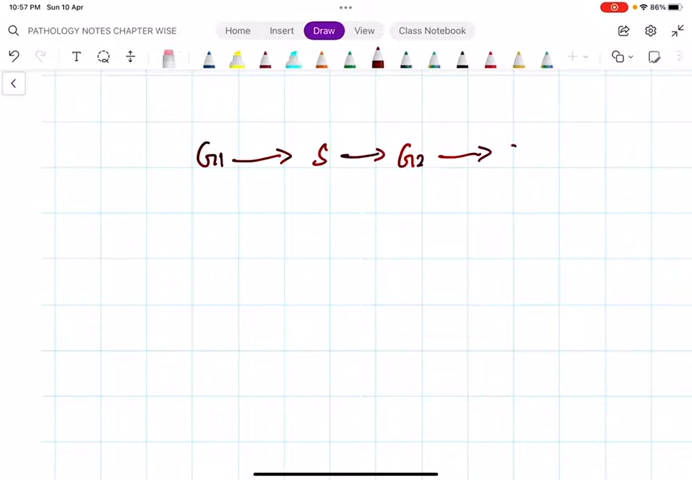 10:57 PM Sun 10 Apr 86%
PATHOLOGY NOTES CHAPTER WISE Home Insert Draw View Class Notebook
T
G1 → S → G2 →